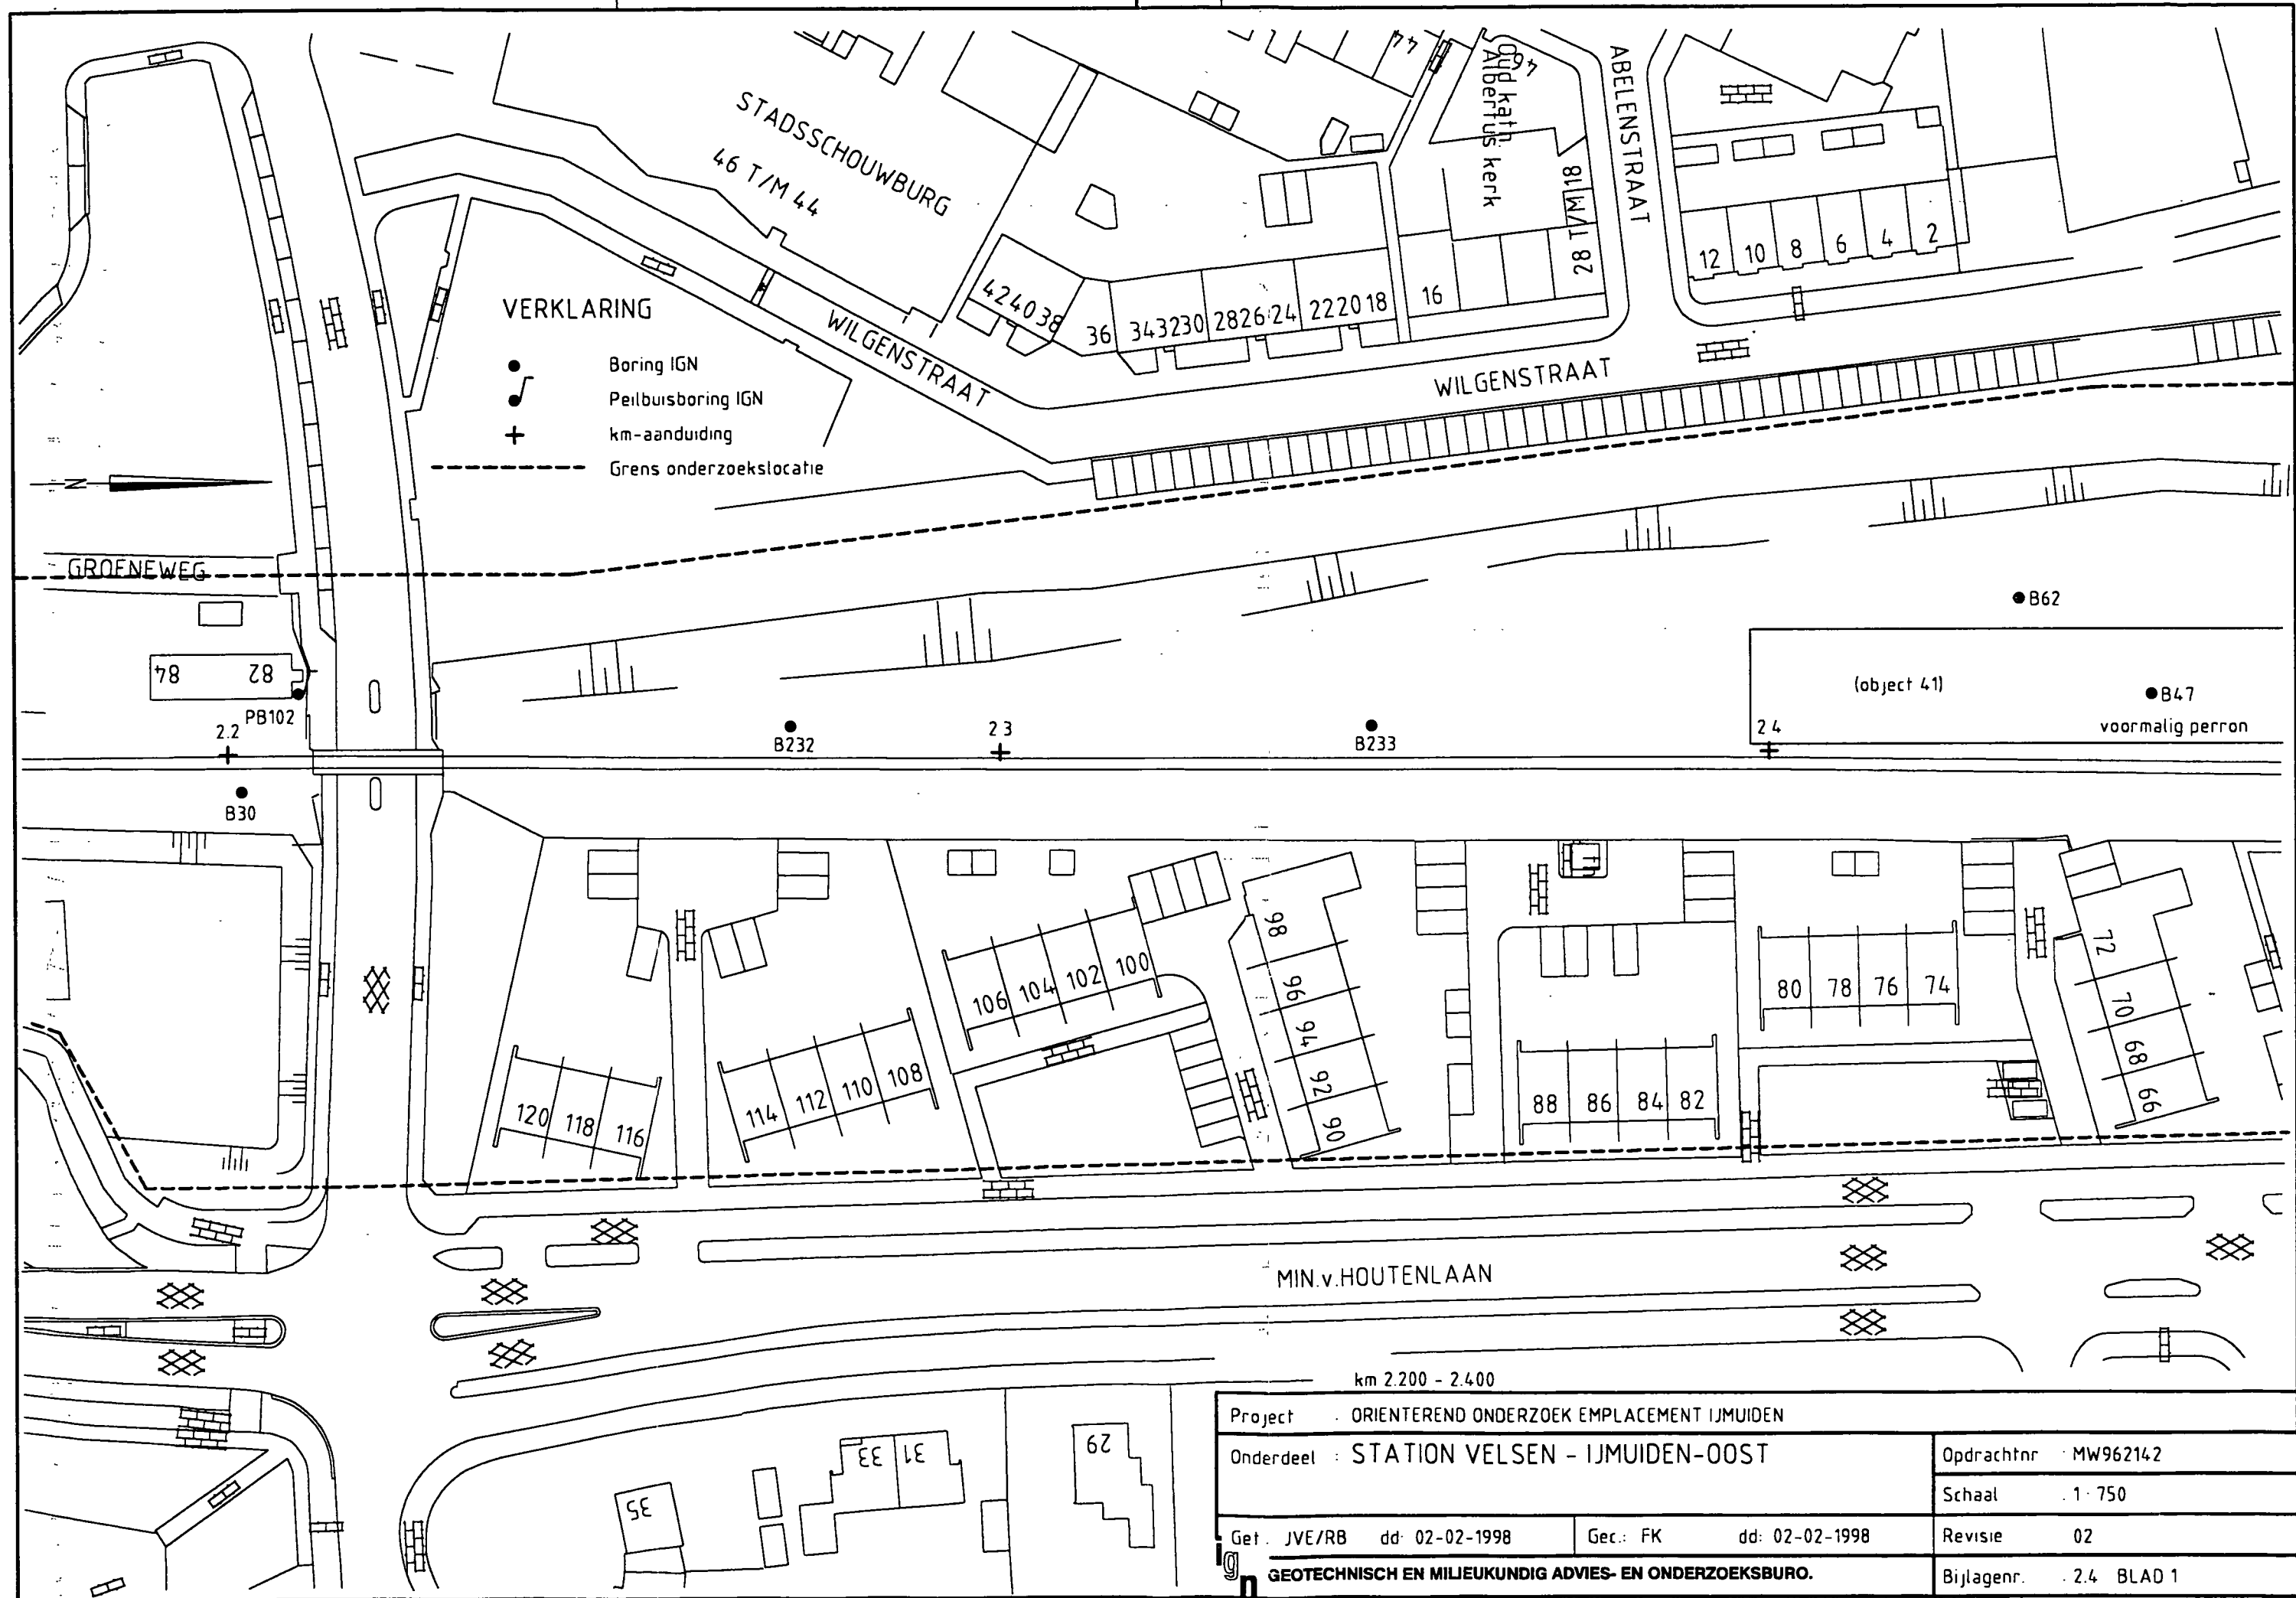 STADSSCHOUWBURG
46 T/M 44
44
46
Oud kath
Albertus kerk
ABELENSTRAAT
18 T/M 28
12 10 8 6 4 2
42 40 38
36
34 32 30
28 26 24
22 20 18
16
WILGENSTRAAT
WILGENSTRAAT
VERKLARING
Boring IGN
Peilbuisboring IGN
km-aanduiding
Grens onderzoekslocatie
N
GROENEWEG
84 82
PB102
2.2
B30
B232
2 3
B233
2 4
B62
(object 41)
B47
voormalig perron
120 118 116
114 112 110 108
106 104 102 100
98
96
94
92
90
88 86 84 82
80 78 76 74
72
70
68
66
MIN.v.HOUTENLAAN
35
33 31
29
km 2.200 - 2.400
Project . ORIENTEREND ONDERZOEK EMPLACEMENT IJMUIDEN
Onderdeel : STATION VELSEN - IJMUIDEN-OOST
Opdrachtnr MW962142
Schaal . 1 750
Get. JVE/RB dd 02-02-1998
Gec.: FK dd: 02-02-1998
Revisie 02
ign GEOTECHNISCH EN MILIEUKUNDIG ADVIES- EN ONDERZOEKSBURO.
Bijlagenr. . 2.4 BLAD 1